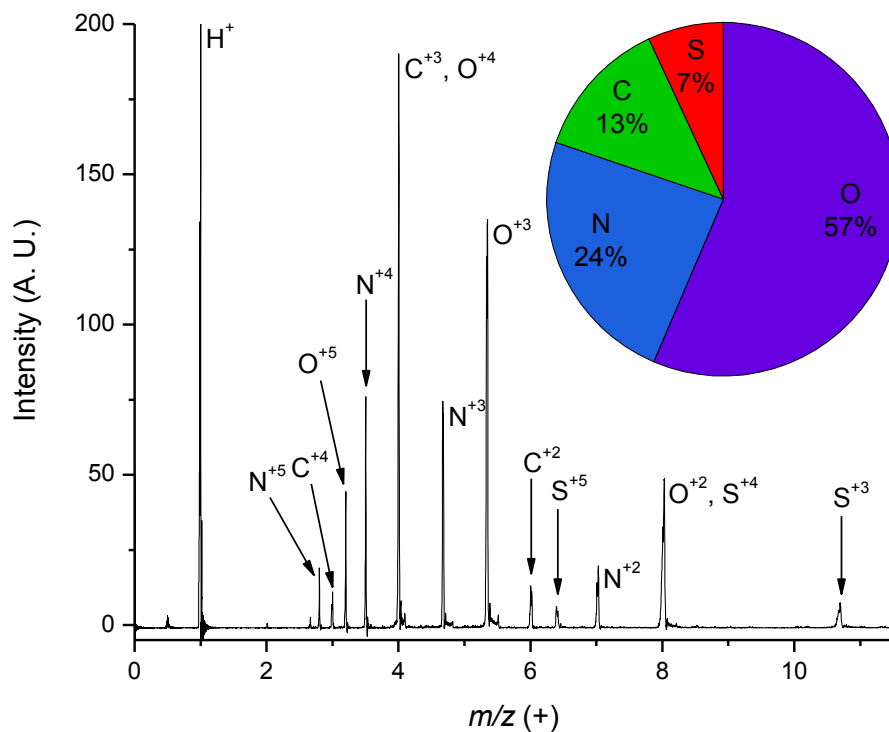 200
150
100
50
0
Intensity (A. U.)
0 2 4 6 8 10
m/z (+)
H⁺
N⁺⁵
C⁺⁴
O⁺⁵
N⁺⁴
C⁺³, O⁺⁴
N⁺³
O⁺³
C⁺²
S⁺⁵
N⁺²
O⁺², S⁺⁴
S⁺³
S
7%
C
13%
N
24%
O
57%